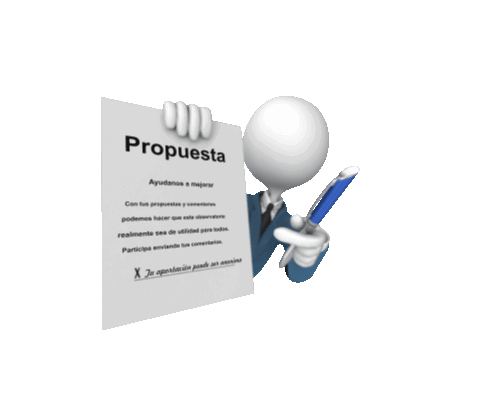 Propuesta
Ayudanos a mejorar
Con tus propuestas y comentarios
podemos hacer que este observatorio
realmente sea de utilidad para todos.
Participa enviando tus comentarios.
X Tu aportación puede ser anonima